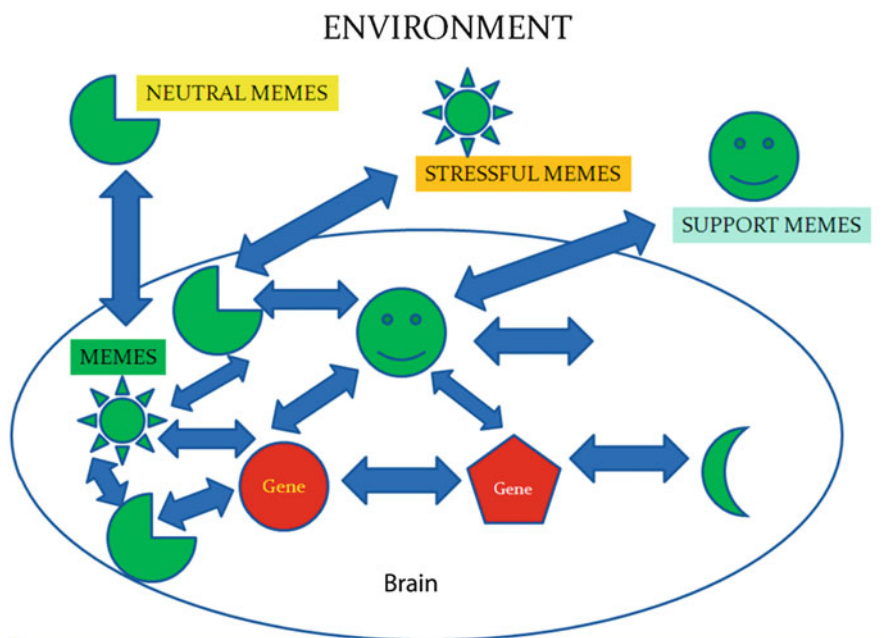 ENVIRONMENT
NEUTRAL MEMES
STRESSFUL MEMES
SUPPORT MEMES
MEMES
Gene
Gene
Brain